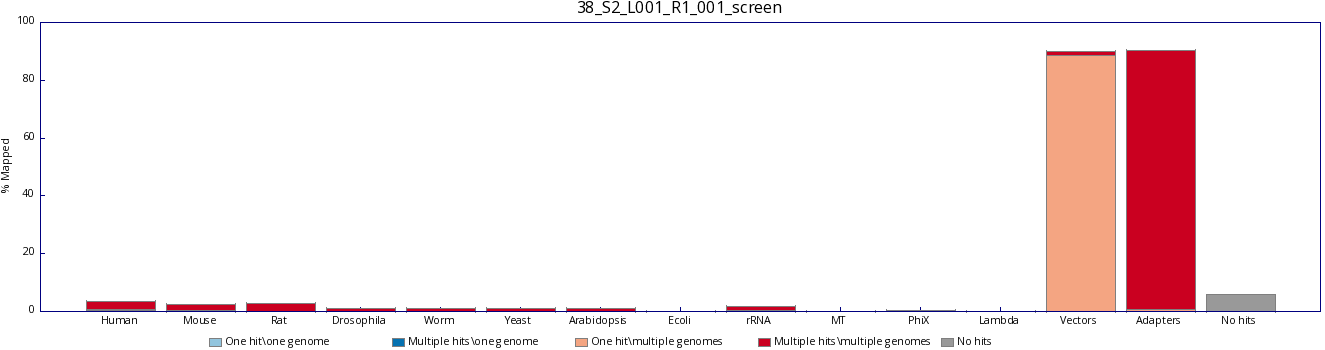 38_S2_L001_R1_001_screen
100
80
60
40
20
0
% Mapped
Human Mouse Rat Drosophila Worm Yeast Arabidopsis Ecoli rRNA MT PhiX Lambda Vectors Adapters No hits
One hit\one genome Multiple hits\one genome One hit\multiple genomes Multiple hits\multiple genomes No hits